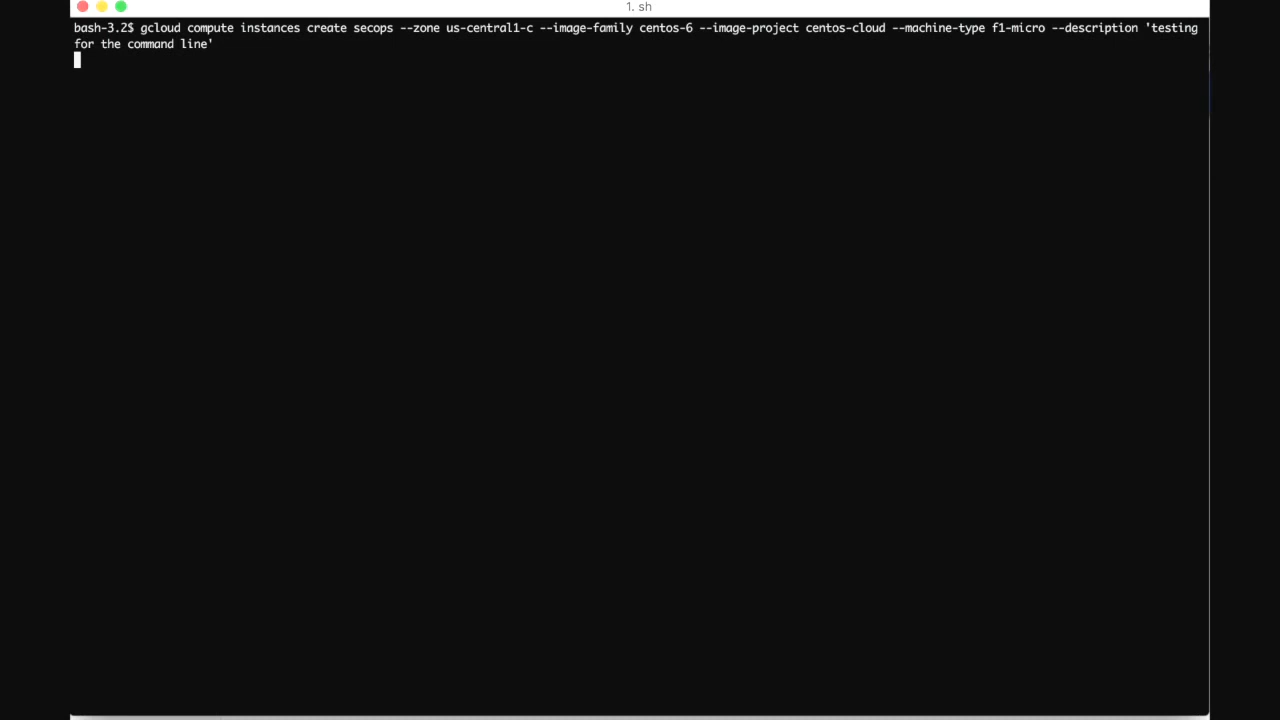 1. sh
bash-3.2$ gcloud compute instances create secops --zone us-central1-c --image-family centos-6 --image-project centos-cloud --machine-type f1-micro --description 'testing
for the command line'